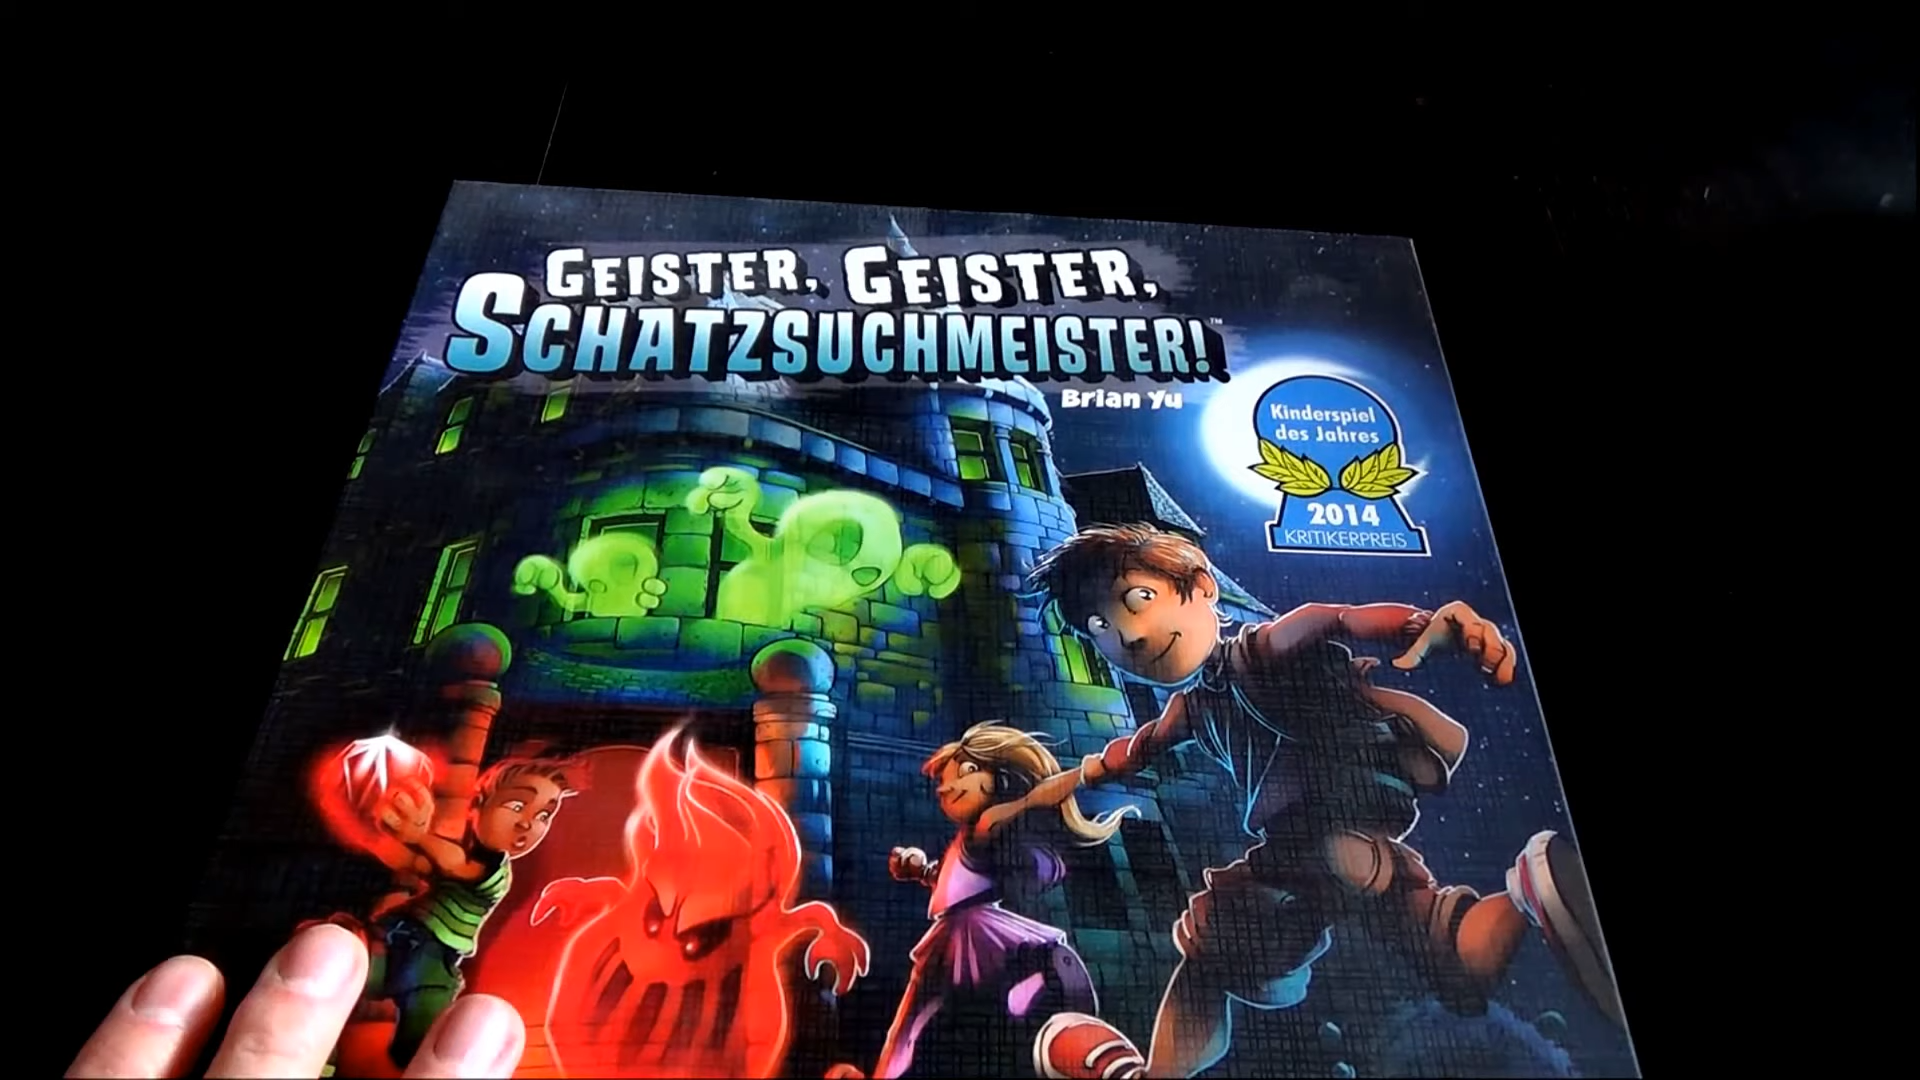 GEISTER, GEISTER,
SCHATZSUCHMEISTER!™
Brian Yu
Kinderspiel
des Jahres
2014
KRITIKERPREIS